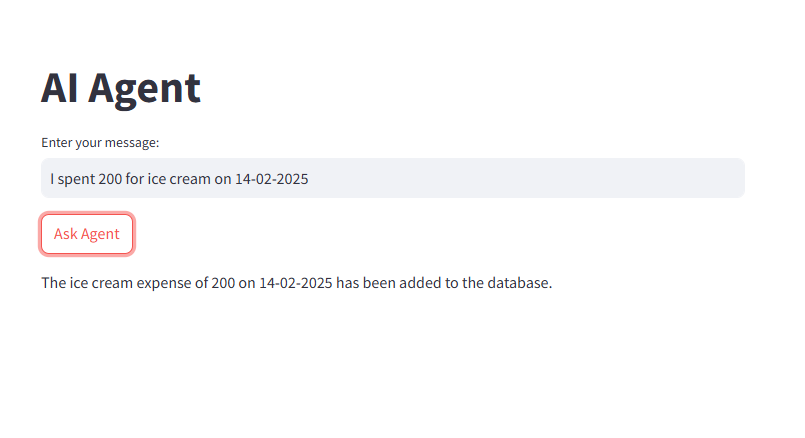 AI Agent
Enter your message:
I spent 200 for ice cream on 14-02-2025
Ask Agent
The ice cream expense of 200 on 14-02-2025 has been added to the database.